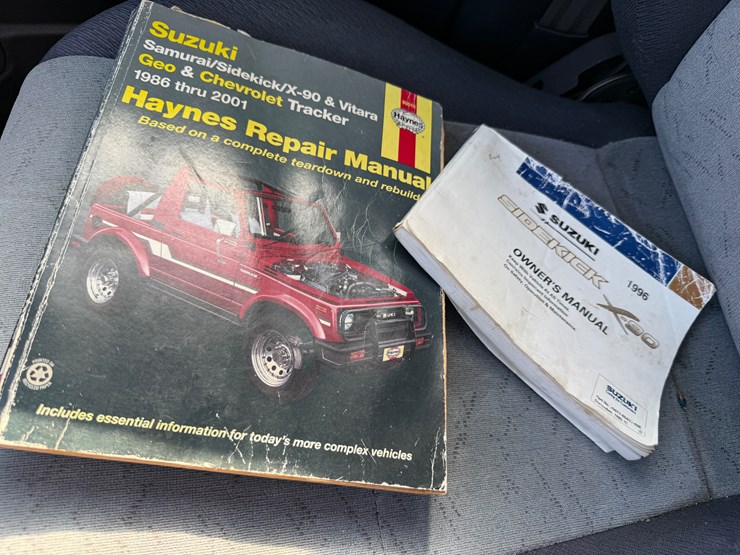 Suzuki
Samurai/Sidekick/X-90 & Vitara
Geo & Chevrolet Tracker
1986 thru 2001
Haynes
Haynes Repair Manual
Based on a complete teardown and rebuild
SUZUKI
Includes essential information for today's more complex vehicles
SUZUKI
SIDEKICK
X-90
1996
OWNER'S MANUAL
SUZUKI